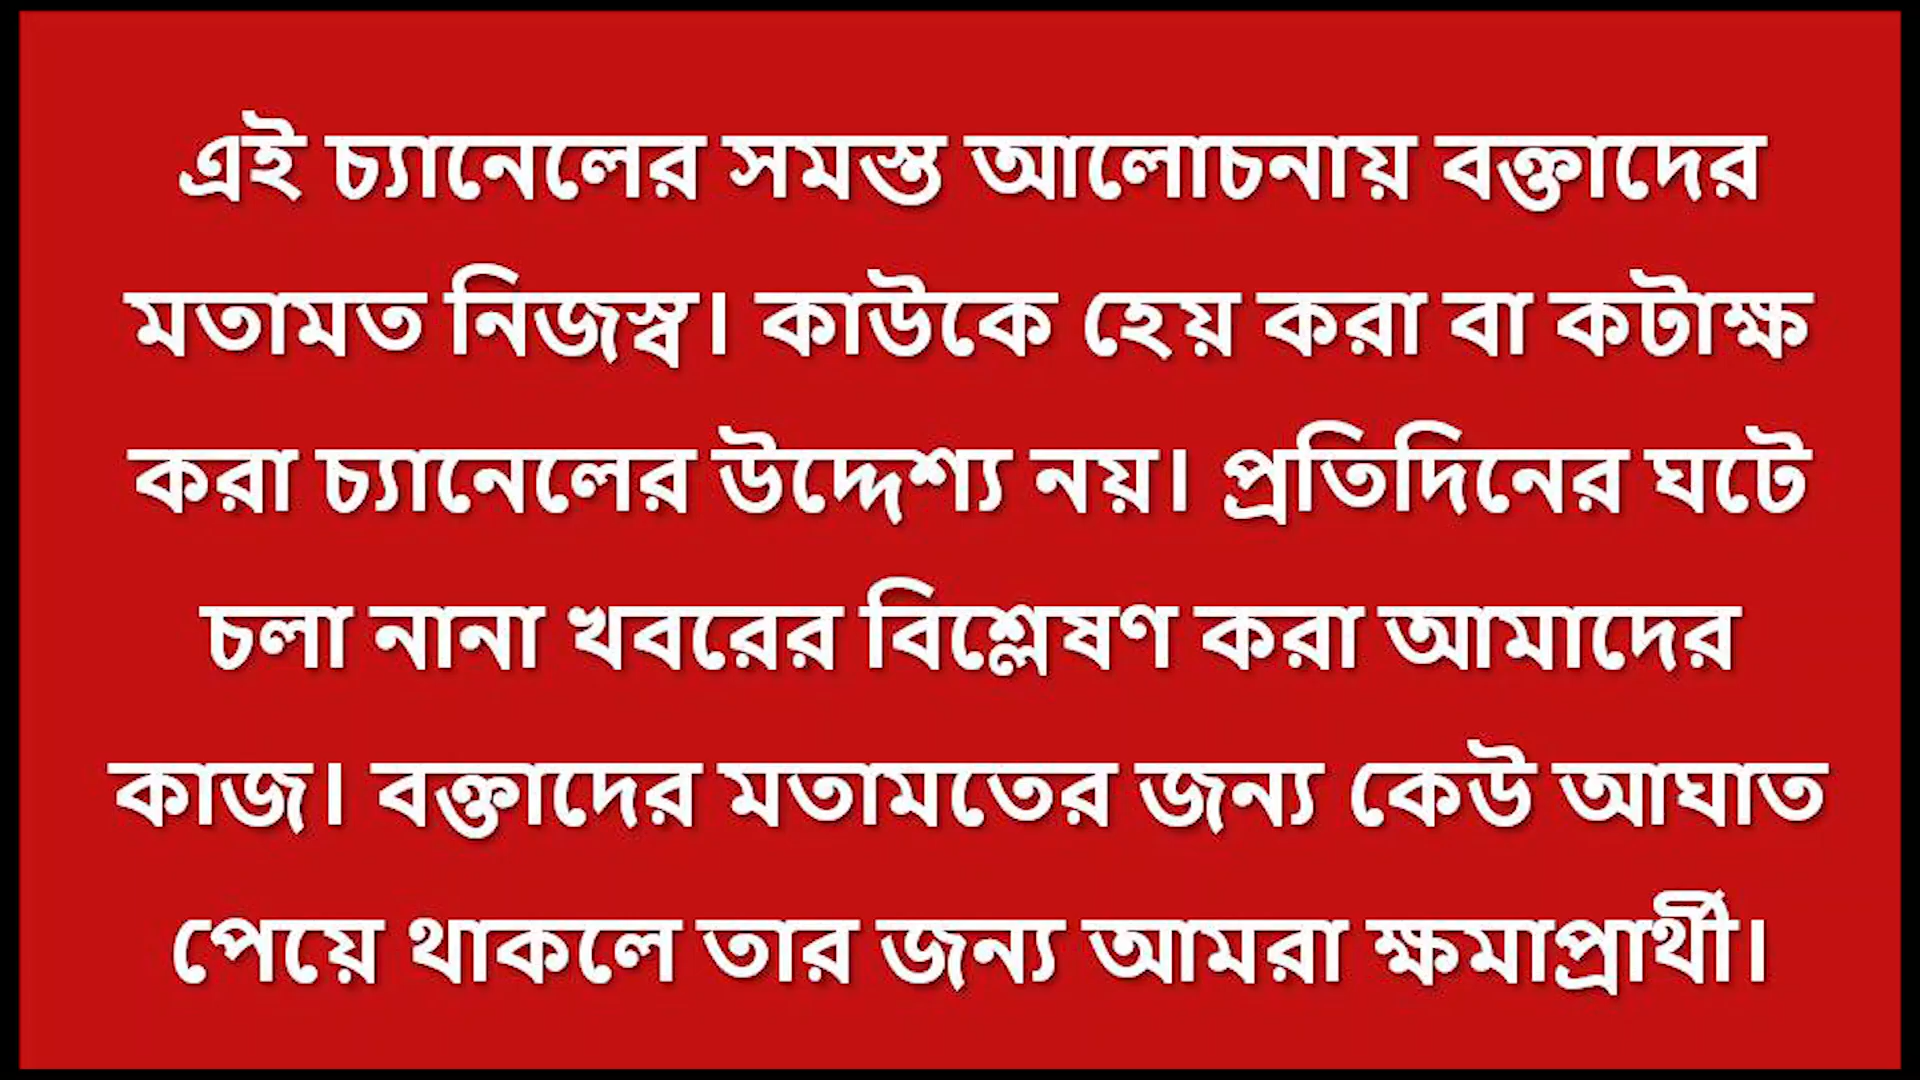 এই চ্যানেলের সমস্ত আলোচনায় বক্তাদের
মতামত নিজস্ব। কাউকে হেয় করা বা কটাক্ষ
করা চ্যানেলের উদ্দেশ্য নয়। প্রতিদিনের ঘটে
চলা নানা খবরের বিশ্লেষণ করা আমাদের
কাজ। বক্তাদের মতামতের জন্য কেউ আঘাত
পেয়ে থাকলে তার জন্য আমরা ক্ষমাপ্রার্থী।